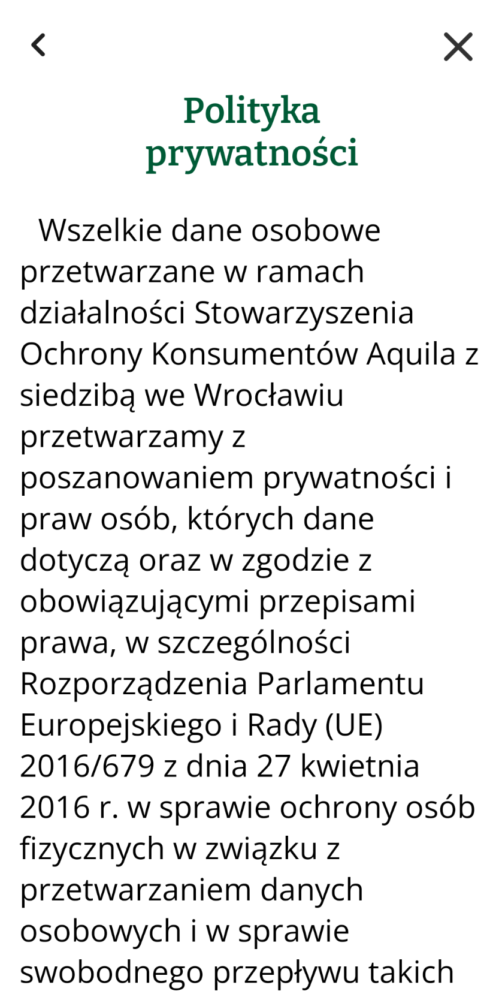 Polityka
prywatności
Wszelkie dane osobowe
przetwarzane w ramach
działalności Stowarzyszenia
Ochrony Konsumentów Aquila z
siedzibą we Wrocławiu
przetwarzamy z
poszanowaniem prywatności i
praw osób, których dane
dotyczą oraz w zgodzie z
obowiązującymi przepisami
prawa, w szczególności
Rozporządzenia Parlamentu
Europejskiego i Rady (UE)
2016/679 z dnia 27 kwietnia
2016 r. w sprawie ochrony osób
fizycznych w związku z
przetwarzaniem danych
osobowych i w sprawie
swobodnego przepływu takich